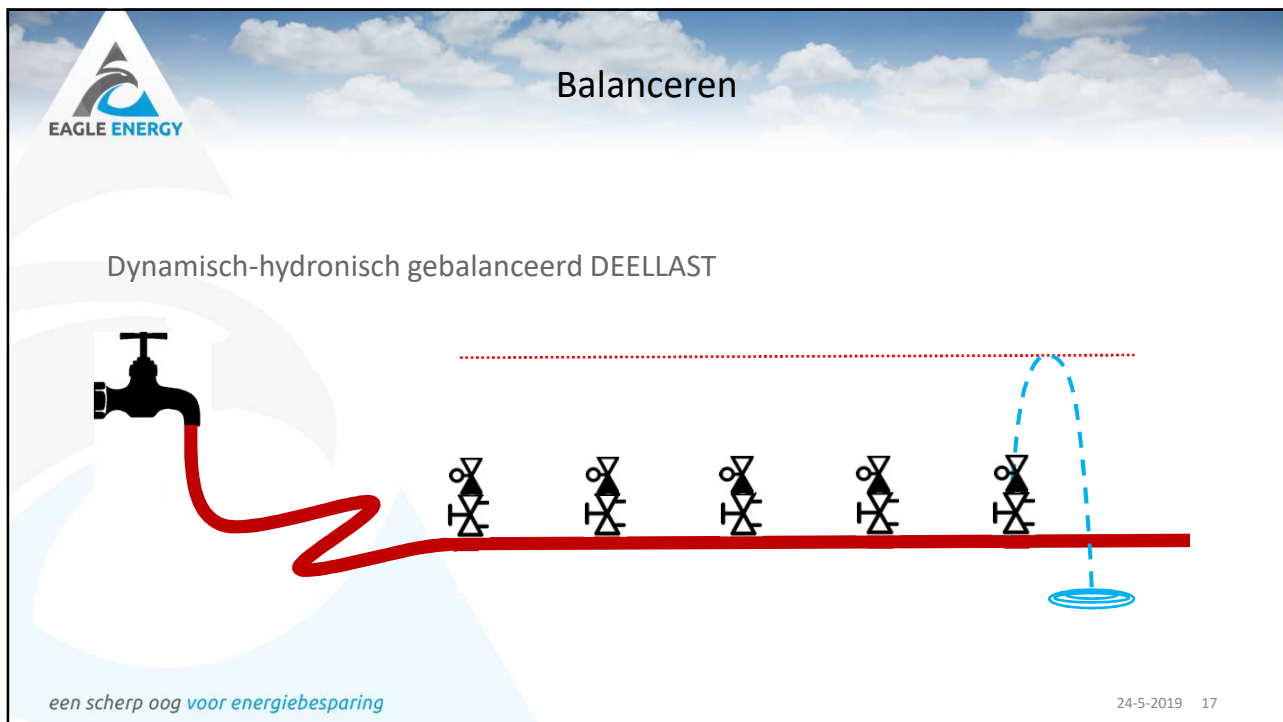 Balanceren
EAGLE ENERGY
Dynamisch-hydronisch gebalanceerd DEELLAST
een scherp oog voor energiebesparing
24-5-2019 17